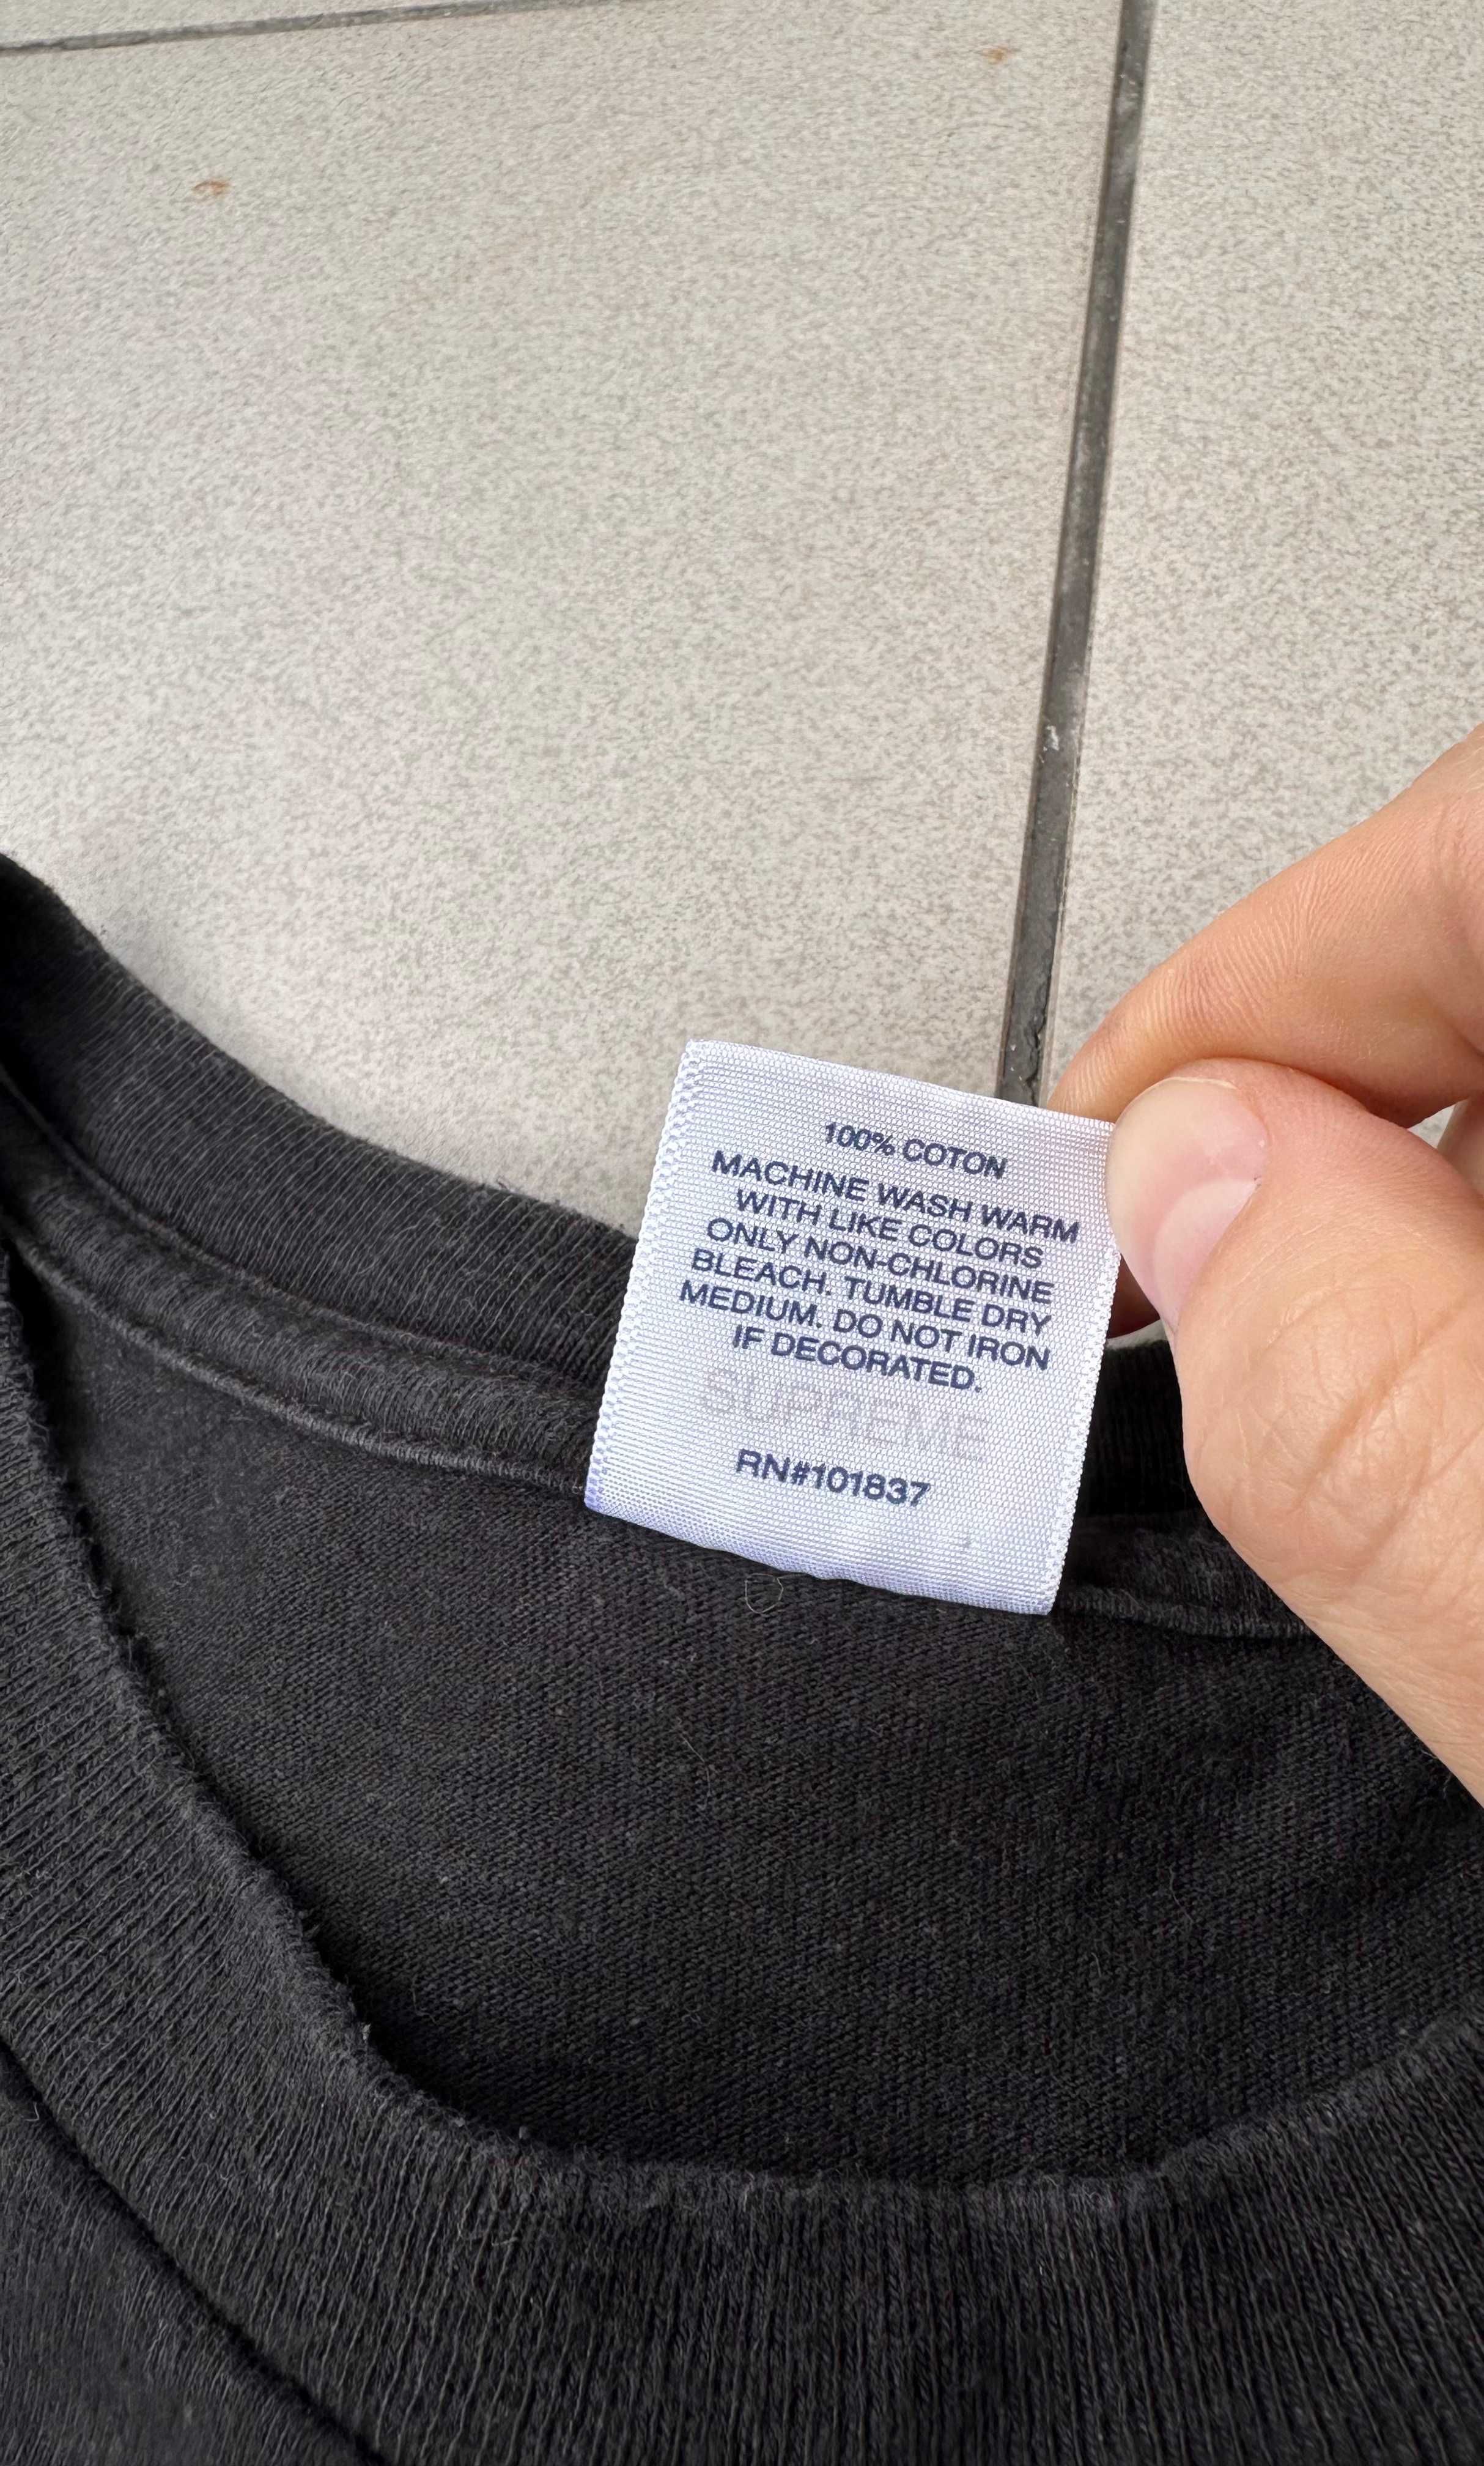 100% COTON
MACHINE WASH WARM
WITH LIKE COLORS
ONLY NON-CHLORINE
BLEACH. TUMBLE DRY
MEDIUM. DO NOT IRON
IF DECORATED.
SUPREME
RN#101837